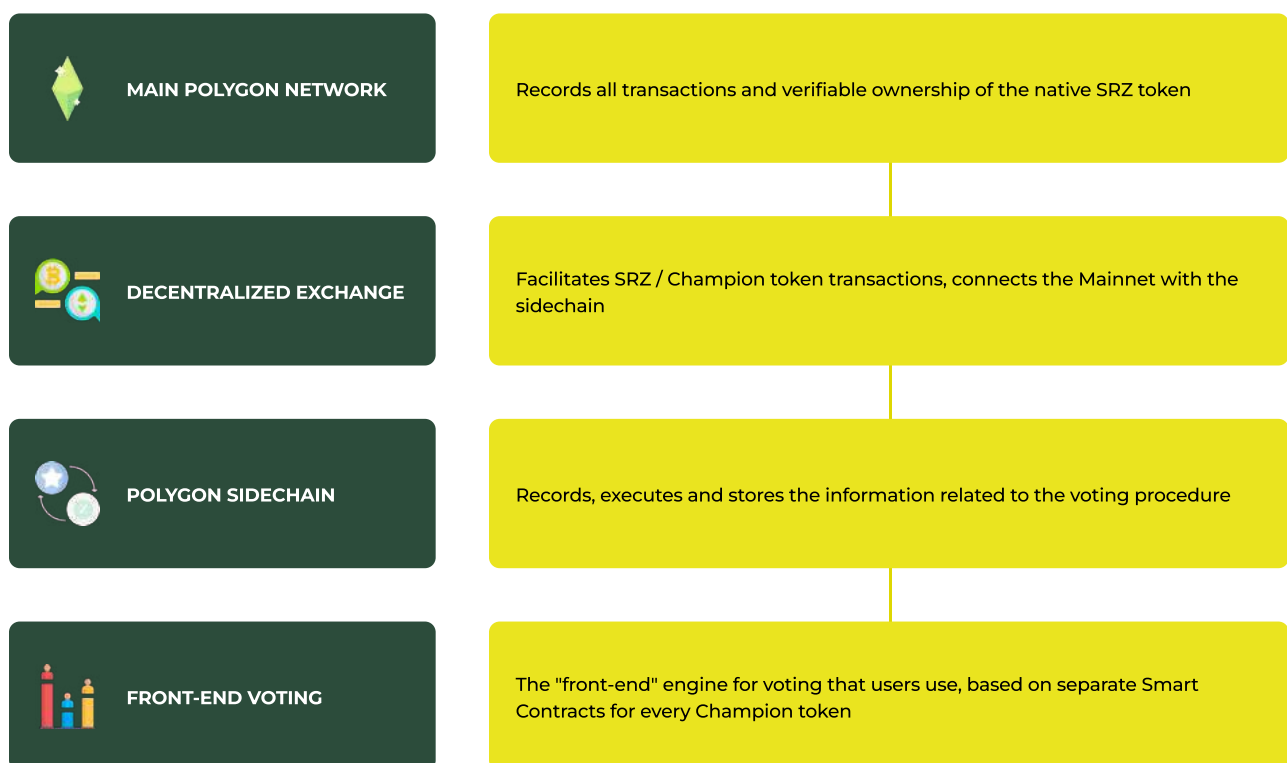 MAIN POLYGON NETWORK
Records all transactions and verifiable ownership of the native SRZ token
DECENTRALIZED EXCHANGE
Facilitates SRZ / Champion token transactions, connects the Mainnet with the
sidechain
POLYGON SIDECHAIN
Records, executes and stores the information related to the voting procedure
FRONT-END VOTING
The "front-end" engine for voting that users use, based on separate Smart
Contracts for every Champion token